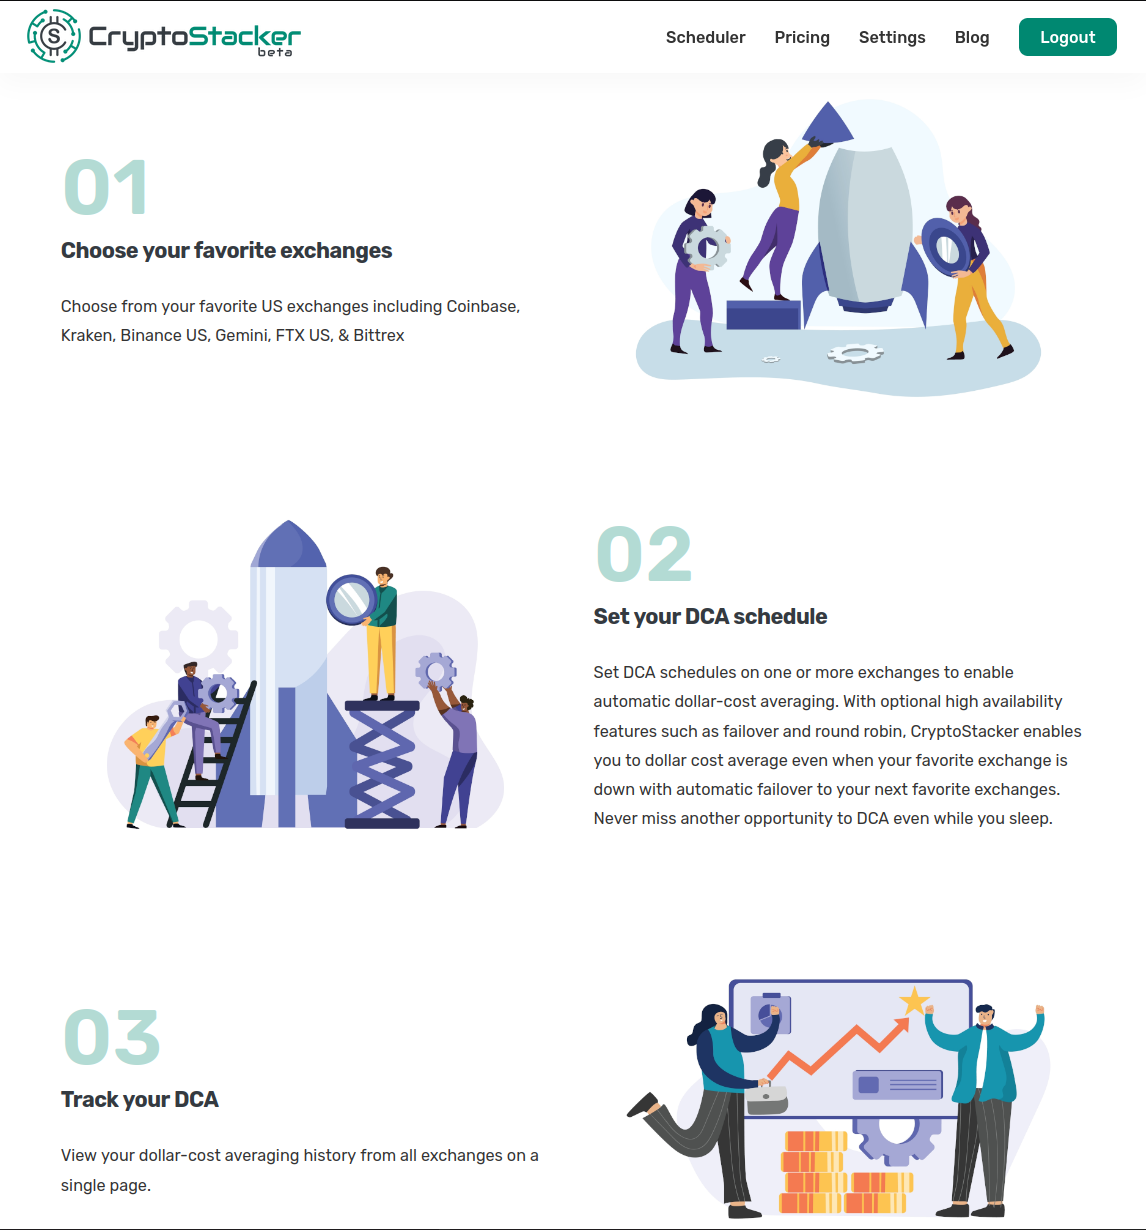 CryptoStacker
beta
Scheduler
Pricing
Settings
Blog
Logout
01
Choose your favorite exchanges
Choose from your favorite US exchanges including Coinbase,
Kraken, Binance US, Gemini, FTX US, & Bittrex
02
Set your DCA schedule
Set DCA schedules on one or more exchanges to enable
automatic dollar-cost averaging. With optional high availability
features such as failover and round robin, CryptoStacker enables
you to dollar cost average even when your favorite exchange is
down with automatic failover to your next favorite exchanges.
Never miss another opportunity to DCA even while you sleep.
03
Track your DCA
View your dollar-cost averaging history from all exchanges on a
single page.